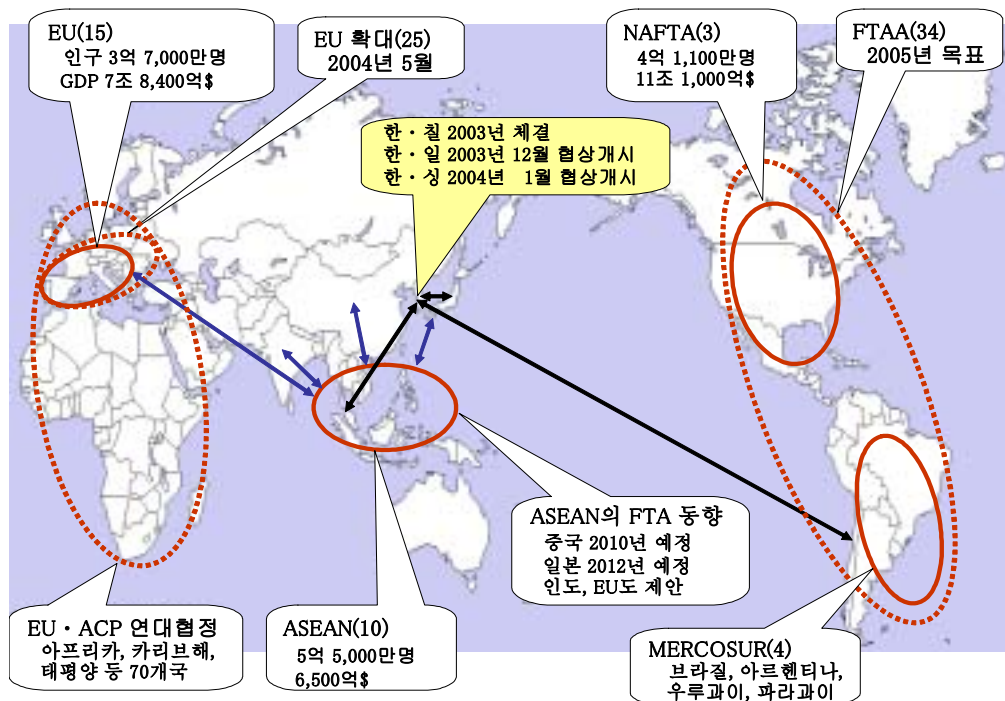 EU(15)
인구 3억 7,000만명
GDP 7조 8,400억$
EU 확대(25)
2004년 5월
NAFTA(3)
4억 1,100만명
11조 1,000억$
FTAA(34)
2005년 목표
한・칠 2003년 체결
한・일 2003년 12월 협상개시
한・싱 2004년 1월 협상개시
ASEAN의 FTA 동향
중국 2010년 예정
일본 2012년 예정
인도, EU도 제안
EU・ACP 연대협정
아프리카, 카리브해,
태평양 등 70개국
ASEAN(10)
5억 5,000만명
6,500억$
MERCOSUR(4)
브라질, 아르헨티나,
우루과이, 파라과이